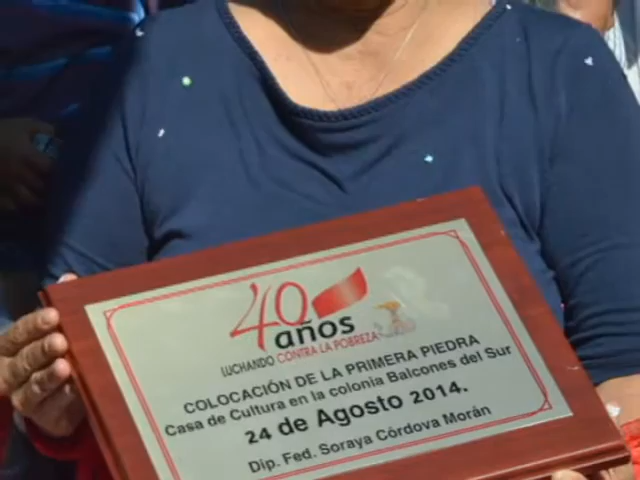 40
años
LUCHANDO CONTRA LA POBREZA
COLOCACIÓN DE LA PRIMERA PIEDRA
Casa de Cultura en la colonia Balcones del Sur
24 de Agosto 2014.
Dip. Fed. Soraya Córdova Morán